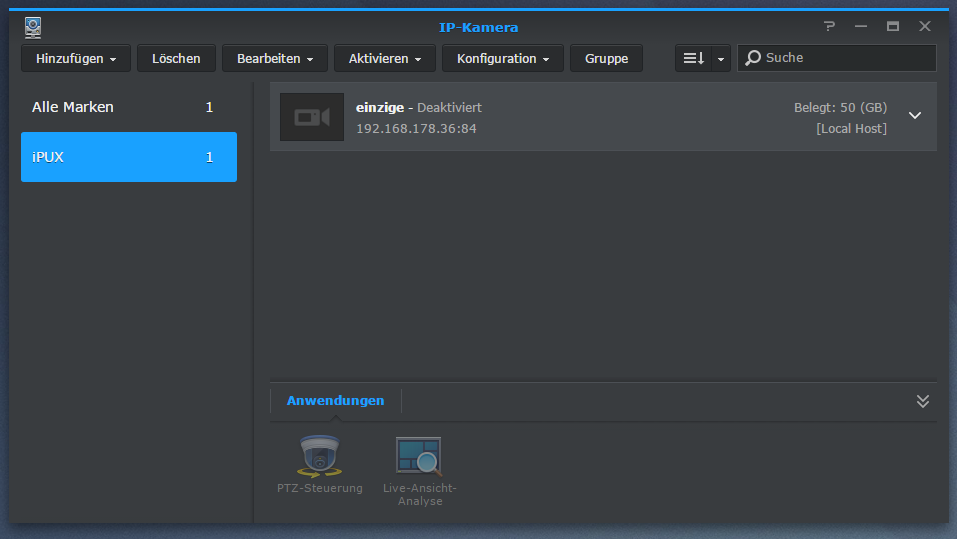 IP-Kamera
Hinzufügen
Löschen
Bearbeiten
Aktivieren
Konfiguration
Gruppe
Suche
Alle Marken 1
iPUX 1
einzige - Deaktiviert
192.168.178.36:84
Belegt: 50 (GB)
[Local Host]
Anwendungen
PTZ-Steuerung
Live-Ansicht-
Analyse